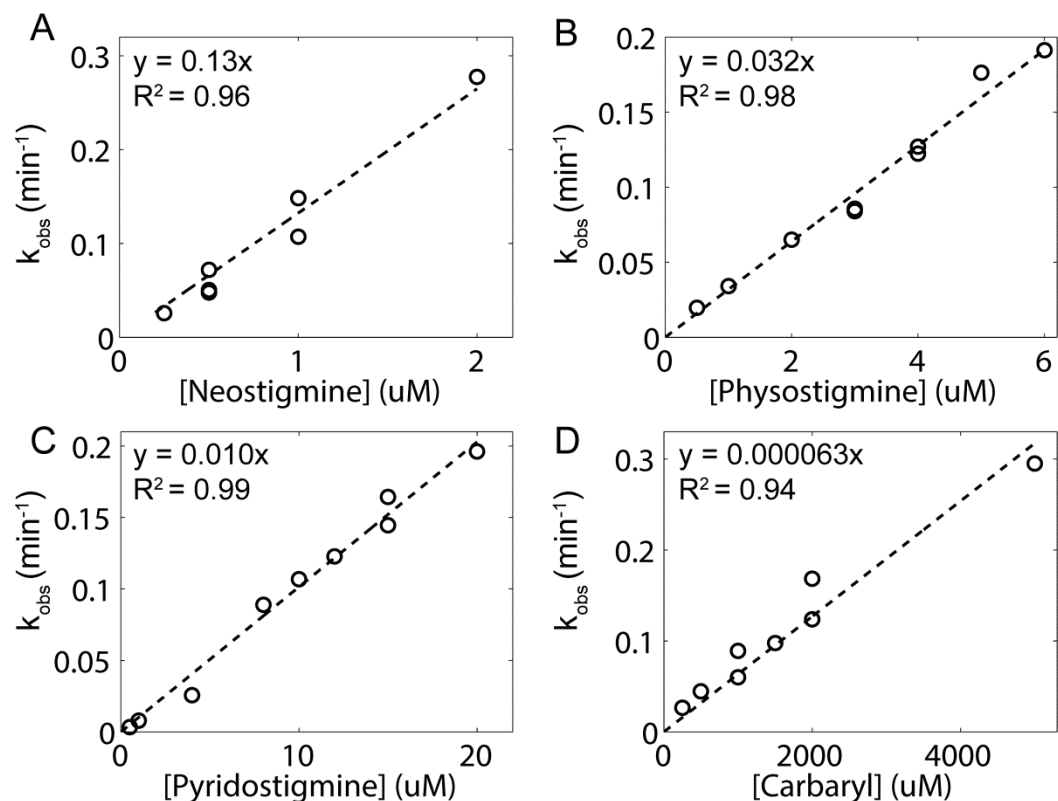 A
y = 0.13x
R² = 0.96
0.3
0.2
0.1
0
k_obs (min⁻¹)
0 1 2
[Neostigmine] (uM)
B
y = 0.032x
R² = 0.98
0.2
0.15
0.1
0.05
0
k_obs (min⁻¹)
0 2 4 6
[Physostigmine] (uM)
C
y = 0.010x
R² = 0.99
0.2
0.15
0.1
0.05
0
k_obs (min⁻¹)
0 10 20
[Pyridostigmine] (uM)
D
y = 0.000063x
R² = 0.94
0.3
0.2
0.1
0
k_obs (min⁻¹)
0 2000 4000
[Carbaryl] (uM)